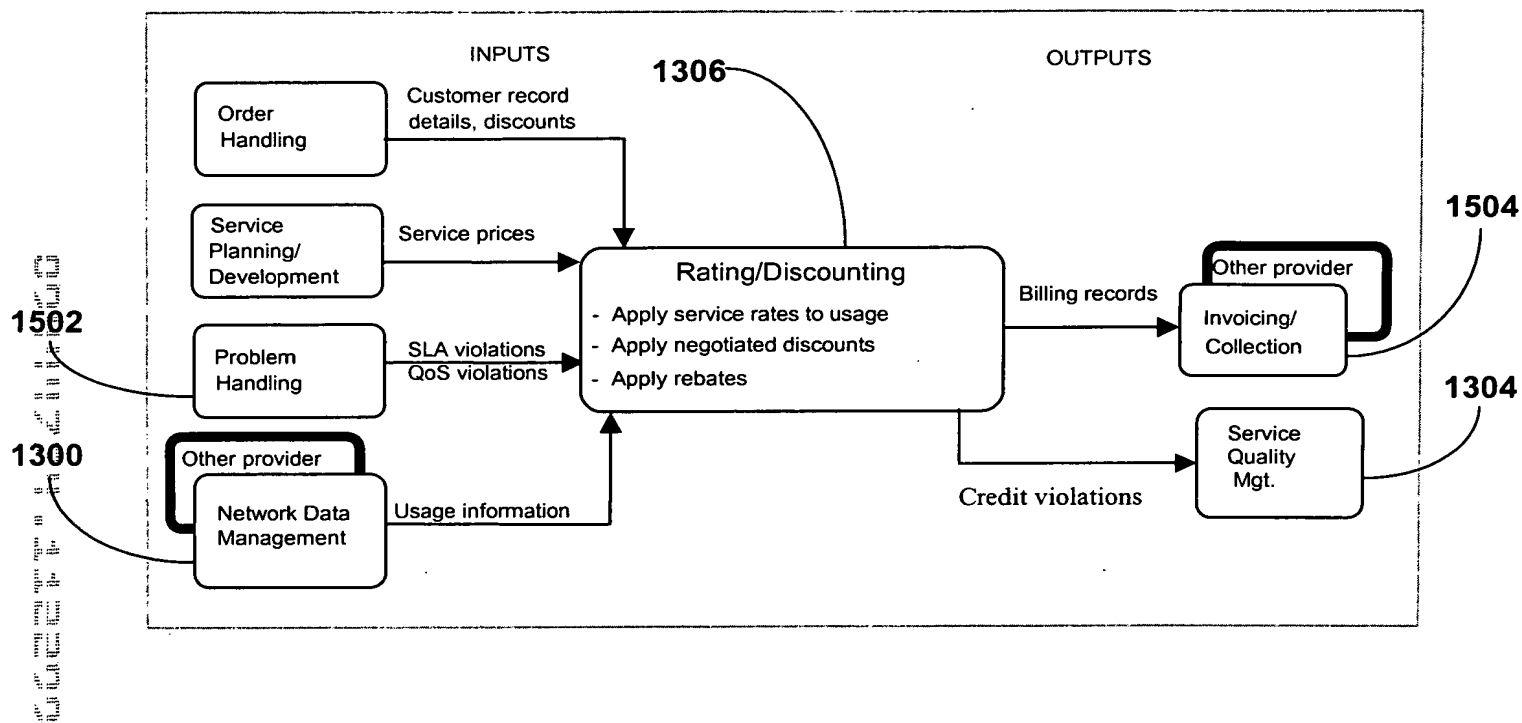 INPUTS
OUTPUTS
1306
Order
Handling
Customer record
details, discounts
Service
Planning/
Development
Service prices
1504
Rating/Discounting
- Apply service rates to usage
- Apply negotiated discounts
- Apply rebates
Billing records
Other provider
Invoicing/
Collection
1502
Problem
Handling
SLA violations
QoS violations
1304
Service
Quality
Mgt.
Credit violations
1300
Other provider
Network Data
Management
Usage information